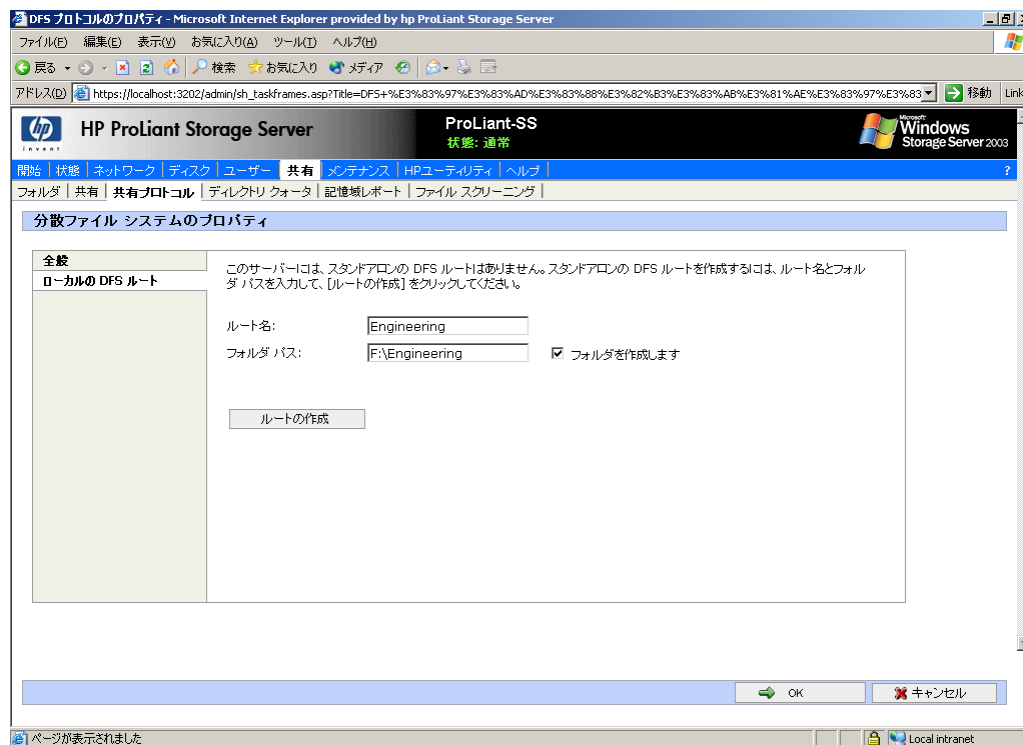 DFS プロトコルのプロパティ - Microsoft Internet Explorer provided by hp ProLiant Storage Server
ファイル(F) 編集(E) 表示(V) お気に入り(A) ツール(T) ヘルプ(H)
戻る 検索 お気に入り メディア
アドレス(D) https://localhost:3202/admin/sh_taskframes.asp?Title=DFS+%E3%83%97%E3%83%AD%E3%83%88%E3%82%B3%E3%83%AB%E3%81%AE%E3%83%97%E3%83 移動 Link
hp invent HP ProLiant Storage Server ProLiant-SS Microsoft Windows
状態: 通常 Storage Server 2003
開始 | 状態 | ネットワーク | ディスク | ユーザー | 共有 | メンテナンス | HPユーティリティ | ヘルプ | ?
フォルダ | 共有 | 共有プロトコル | ディレクトリ クォータ | 記憶域レポート | ファイル スクリーニング |
分散ファイル システムのプロパティ
全般
ローカルの DFS ルート
このサーバーには、スタンドアロンの DFS ルートはありません。スタンドアロンの DFS ルートを作成するには、ルート名とフォル
ダ パスを入力して、[ルートの作成] をクリックしてください。
ルート名: Engineering
フォルダ パス: F:\Engineering フォルダを作成します
ルートの作成
OK キャンセル
ページが表示されました Local intranet